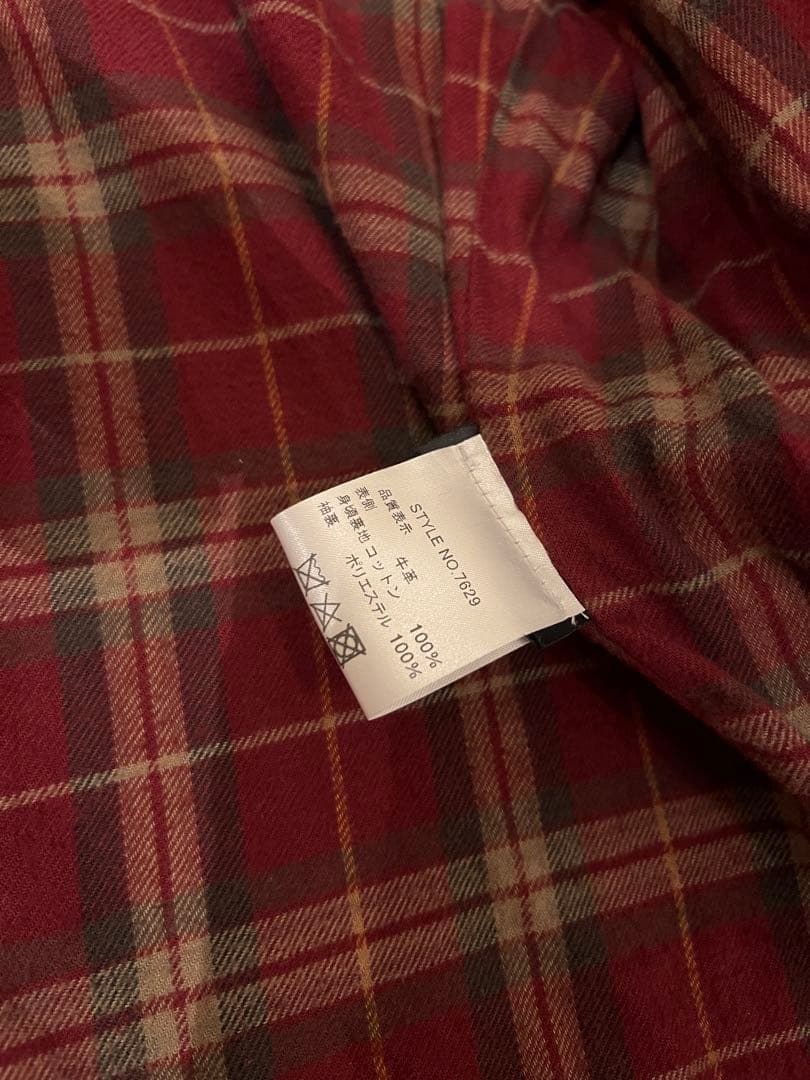 STYLE NO.7629
品質表示
表側 牛革
身頃裏地 コットン 100%
袖裏 ポリエステル 100%